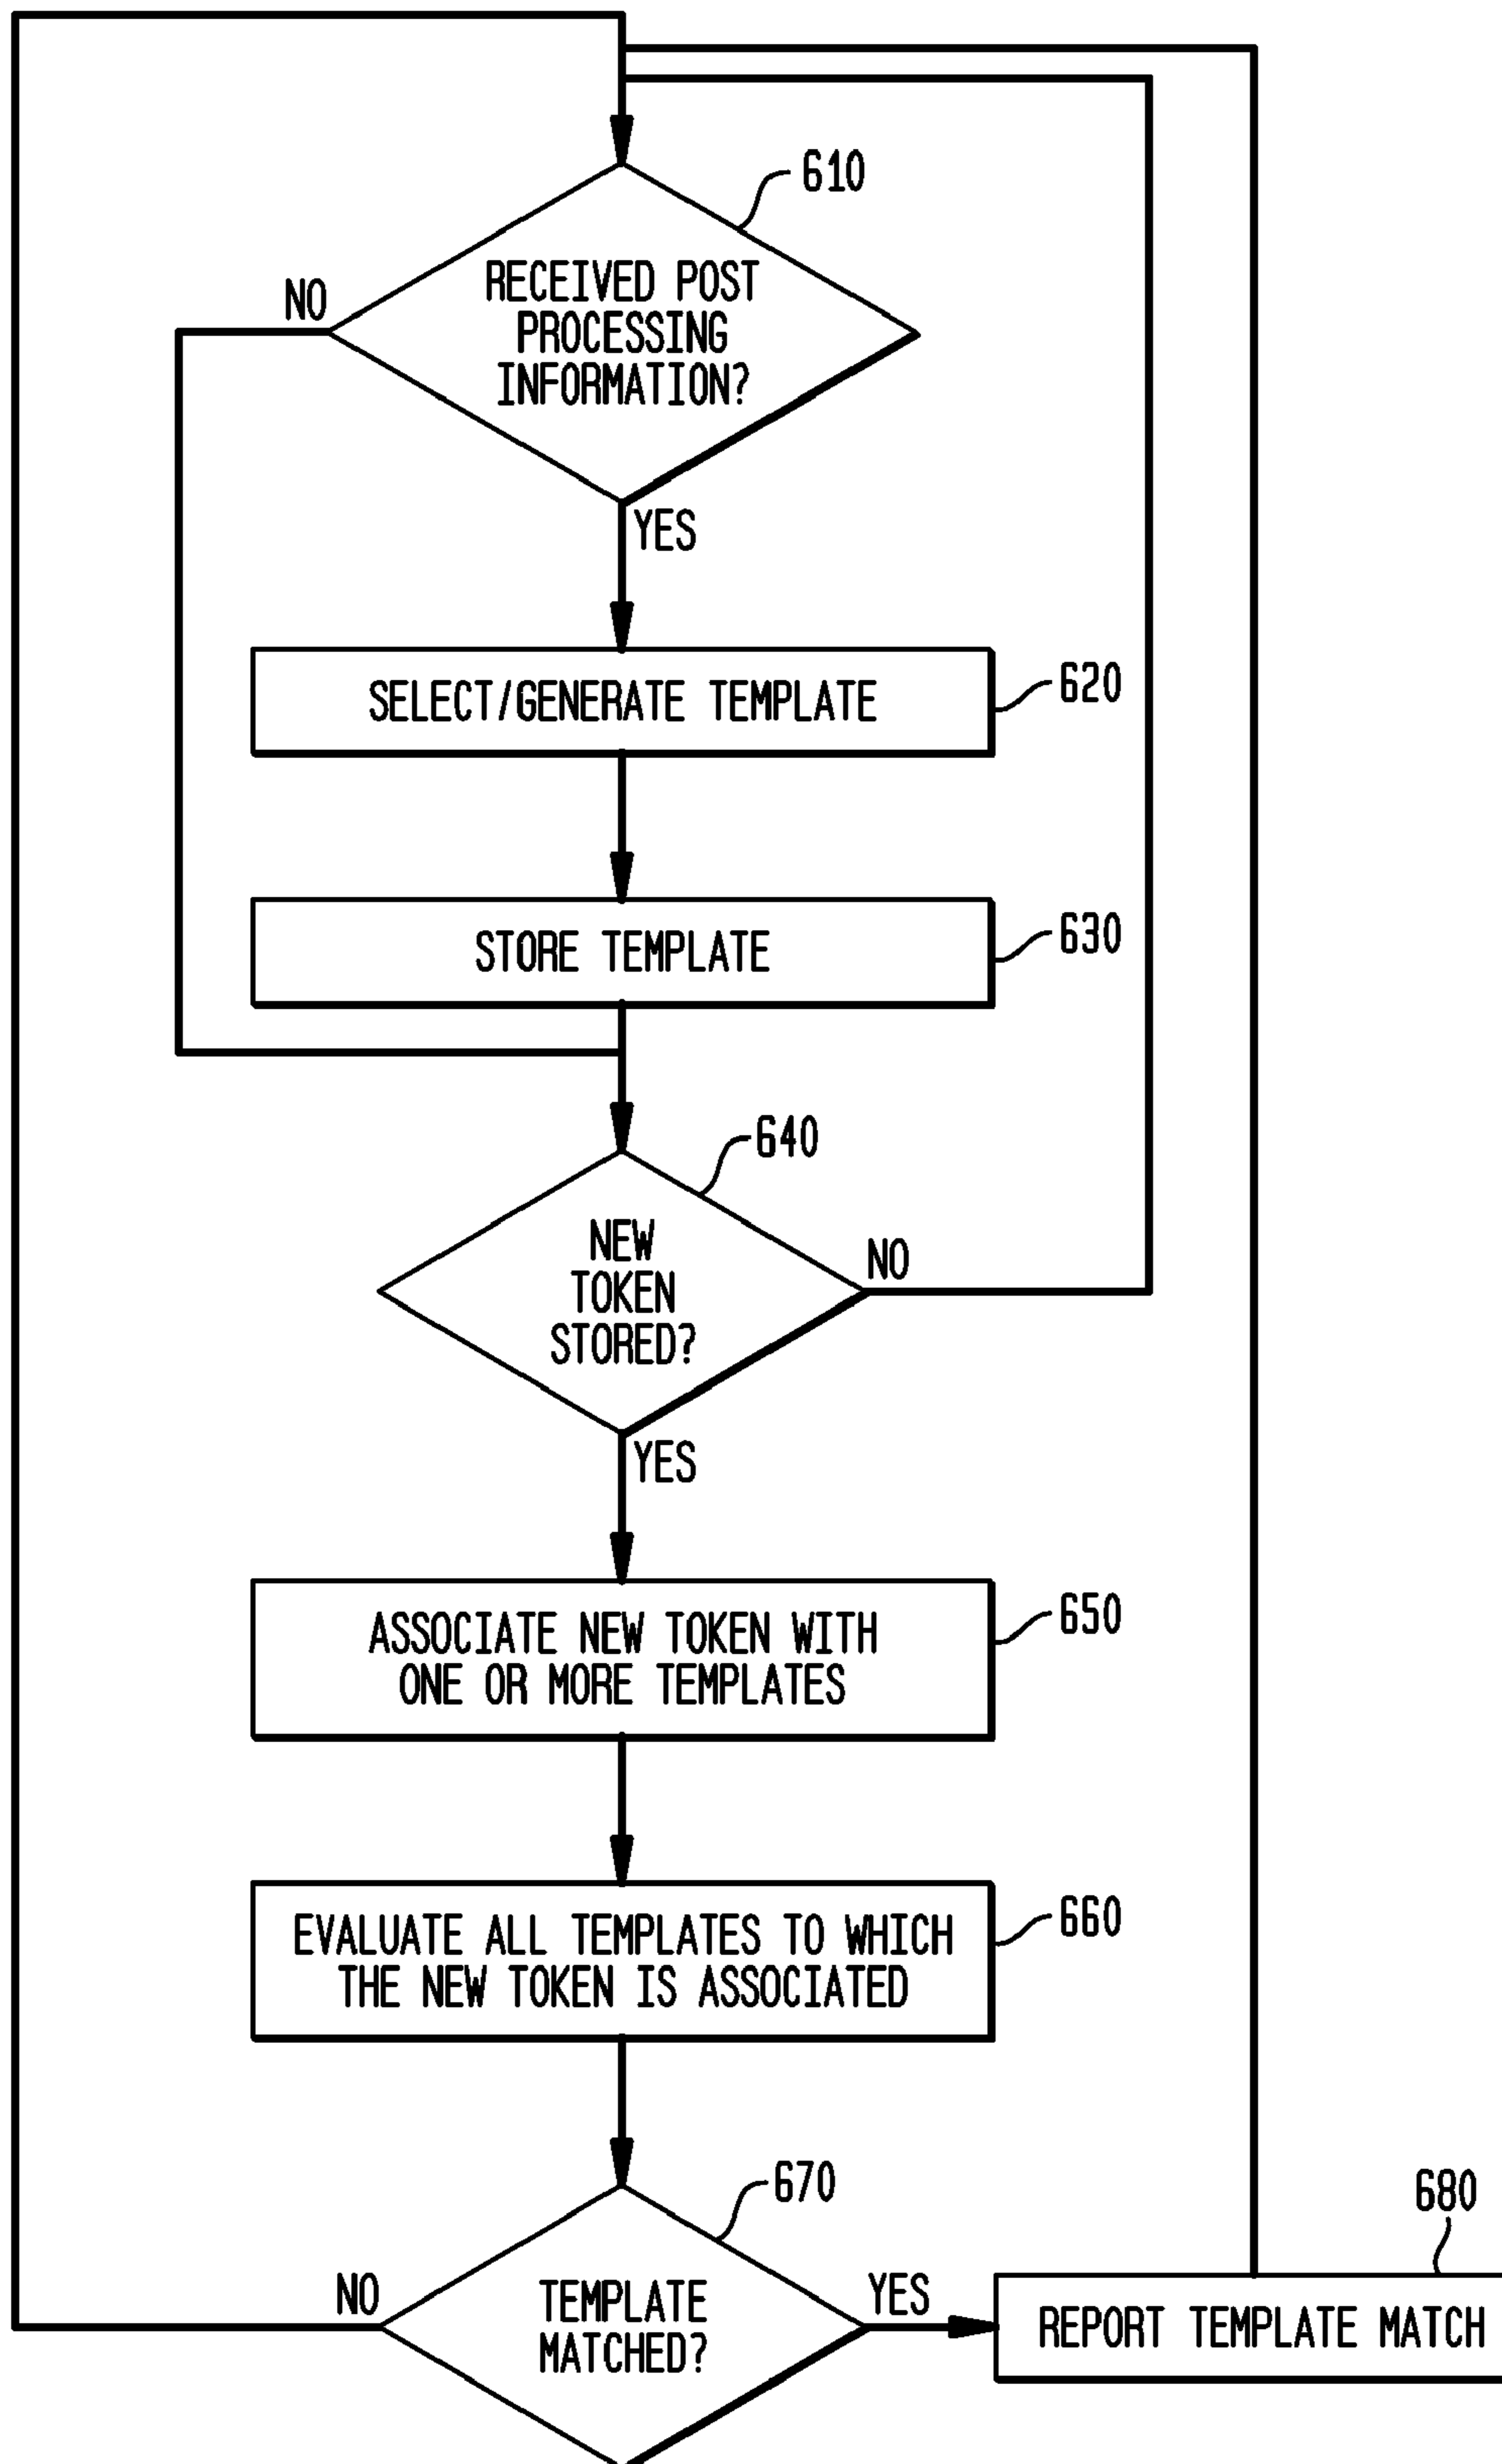 610
RECEIVED POST
PROCESSING
INFORMATION?
NO
YES
SELECT/GENERATE TEMPLATE
620
STORE TEMPLATE
630
640
NEW
TOKEN
STORED?
NO
YES
ASSOCIATE NEW TOKEN WITH
ONE OR MORE TEMPLATES
650
EVALUATE ALL TEMPLATES TO WHICH
THE NEW TOKEN IS ASSOCIATED
660
670
TEMPLATE
MATCHED?
NO
YES
680
REPORT TEMPLATE MATCH